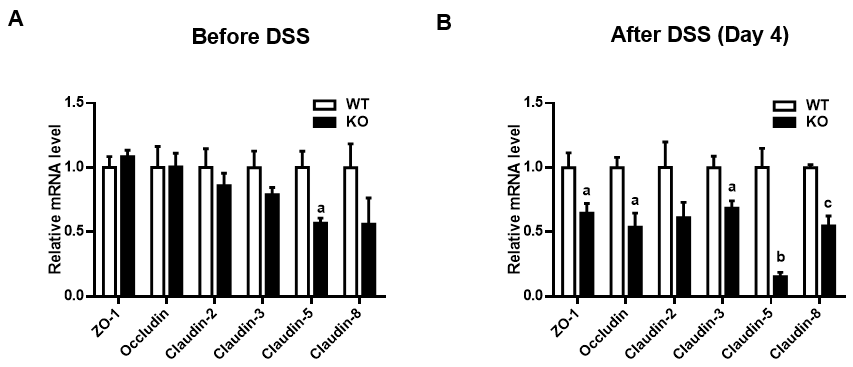 A
Before DSS
WT
KO
Relative mRNA level
1.5
1.0
0.5
0.0
a
ZO-1
Occludin
Claudin-2
Claudin-3
Claudin-5
Claudin-8
B
After DSS (Day 4)
WT
KO
Relative mRNA level
1.5
1.0
0.5
0.0
a
a
a
b
c
ZO-1
Occludin
Claudin-2
Claudin-3
Claudin-5
Claudin-8